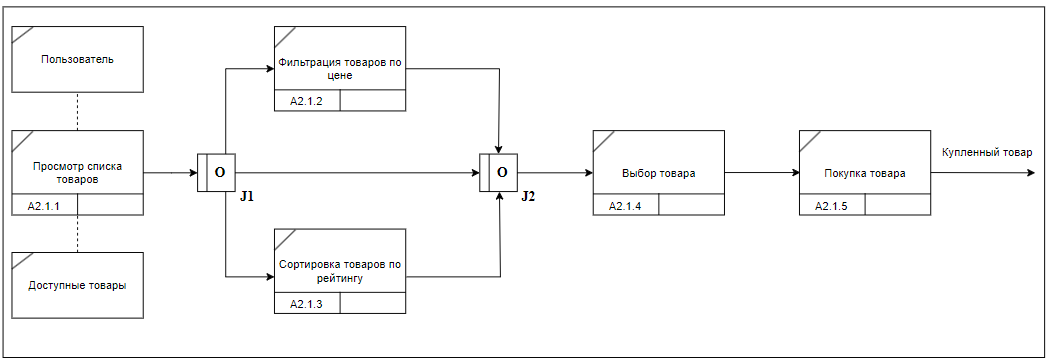 Пользователь
Просмотр списка
товаров
A2.1.1
Доступные товары
O
J1
Фильтрация товаров по
цене
A2.1.2
Сортировка товаров по
рейтингу
A2.1.3
O
J2
Выбор товара
A2.1.4
Покупка товара
A2.1.5
Купленный товар